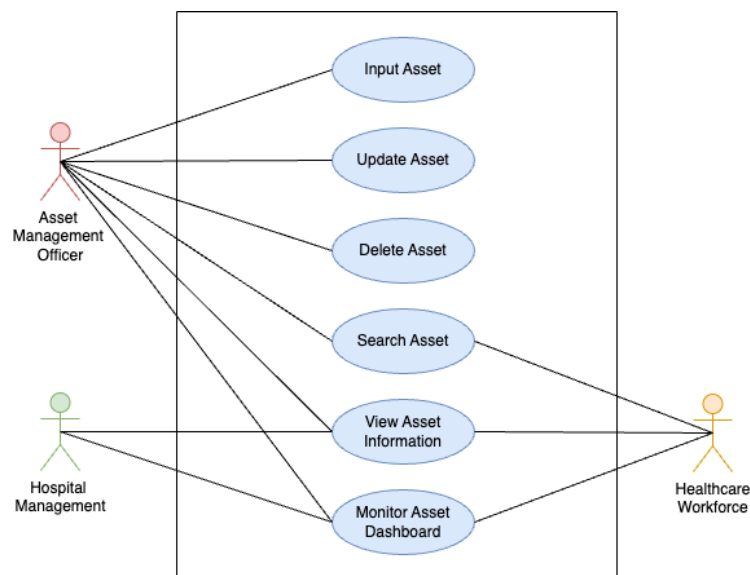 Input Asset
Update Asset
Asset
Management
Officer
Delete Asset
Search Asset
View Asset
Information
Hospital
Management
Healthcare
Workforce
Monitor Asset
Dashboard